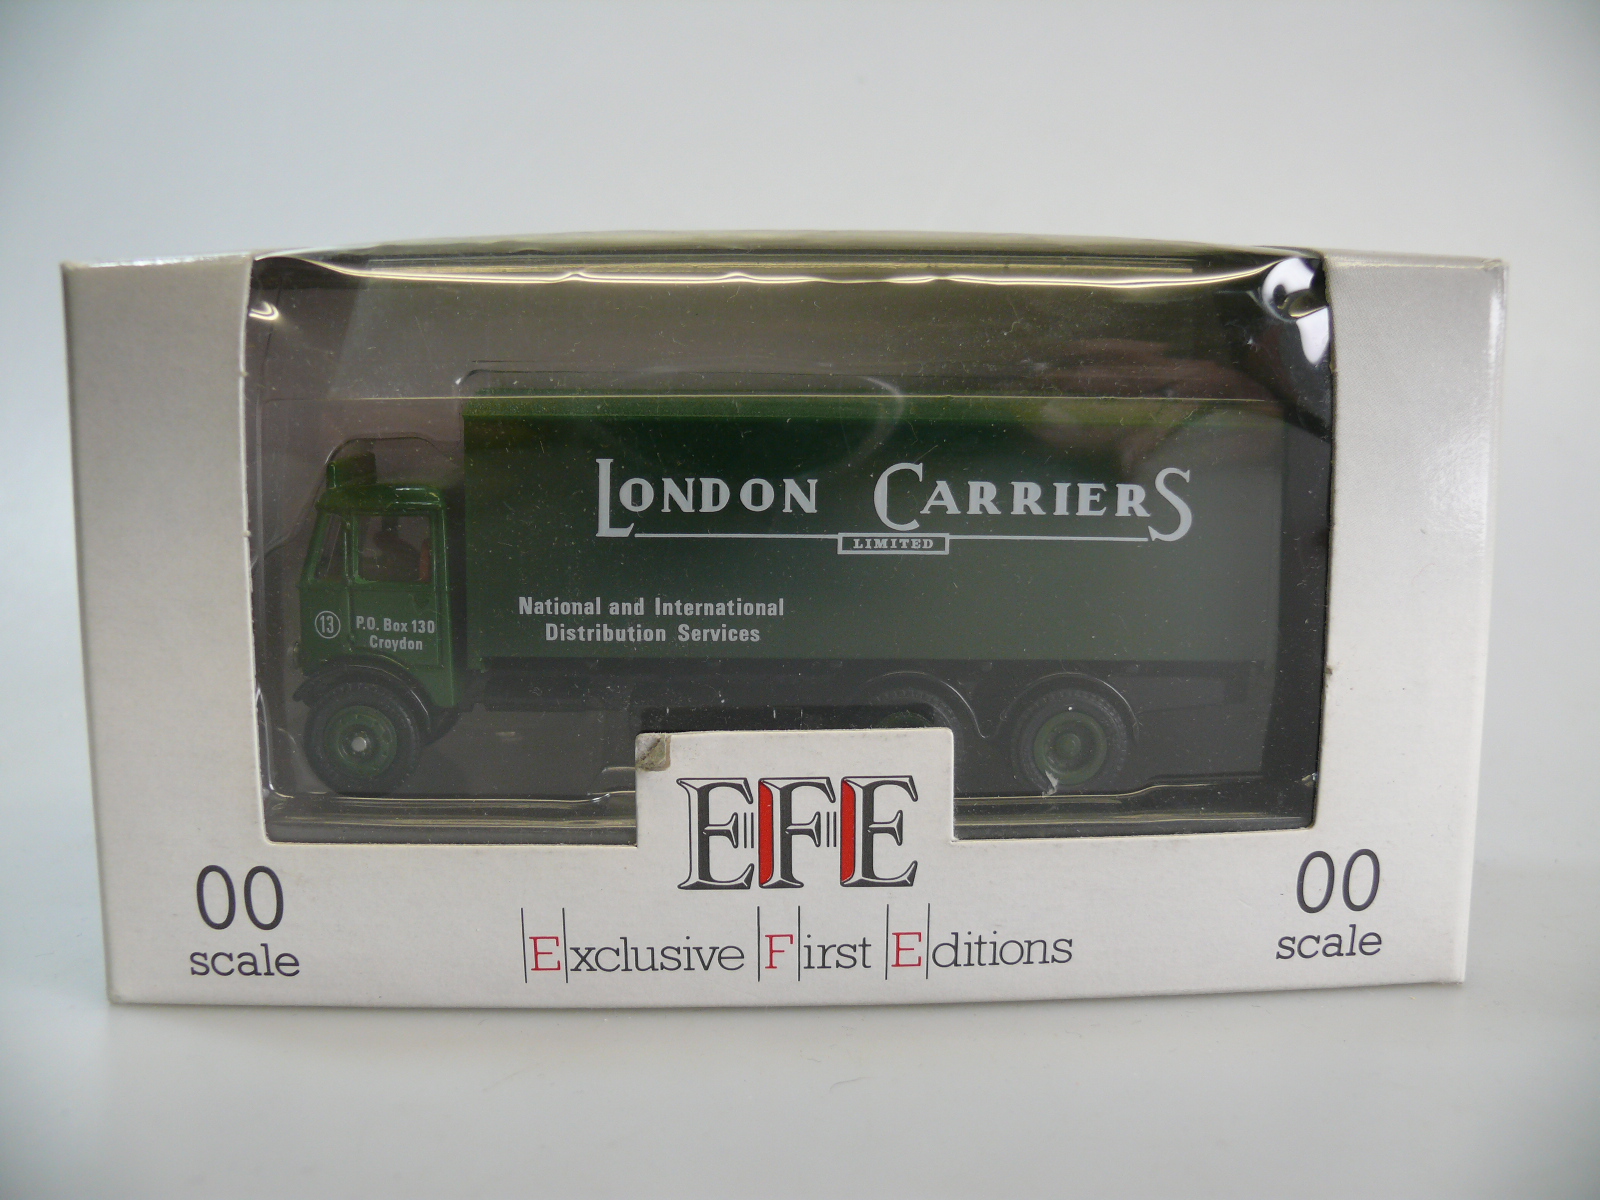 LONDON CARRIERS
LIMITED
National and International
Distribution Services
13
P.O. Box 130
Croydon
EFE
00
scale
Exclusive First Editions
00
scale